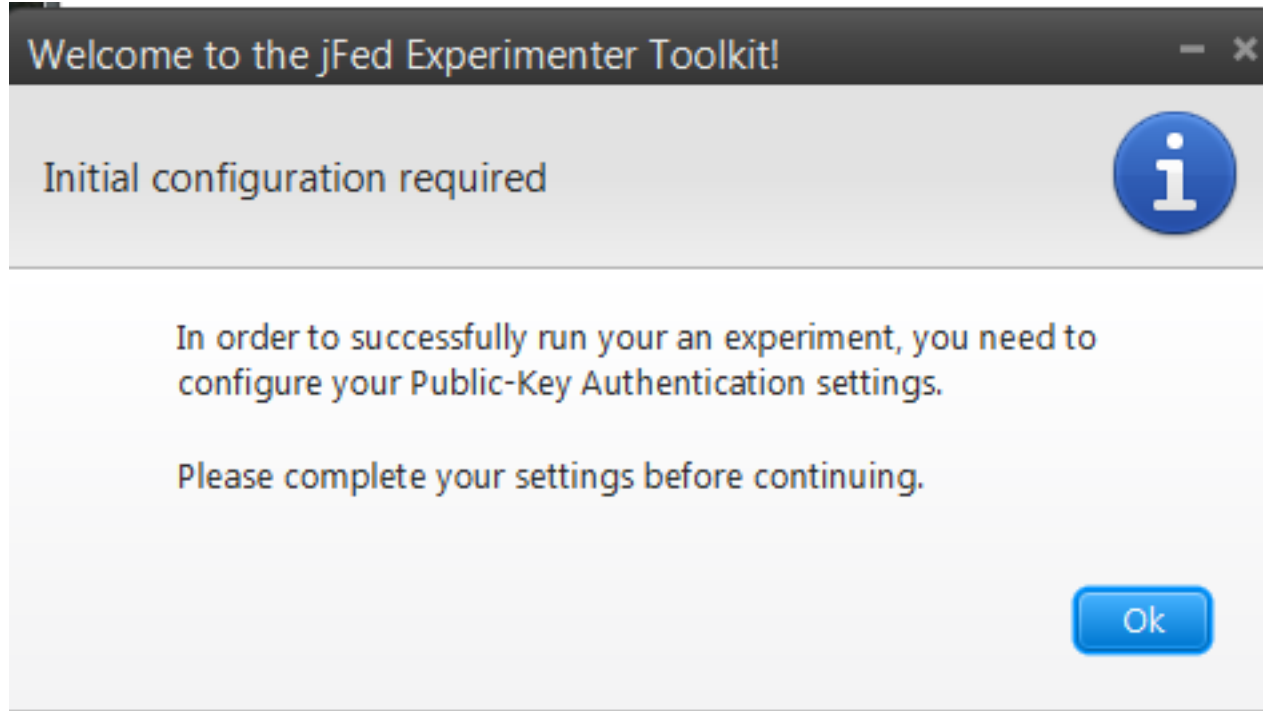 Welcome to the jFed Experimenter Toolkit!
Initial configuration required
In order to successfully run your an experiment, you need to
configure your Public-Key Authentication settings.
Please complete your settings before continuing.
Ok